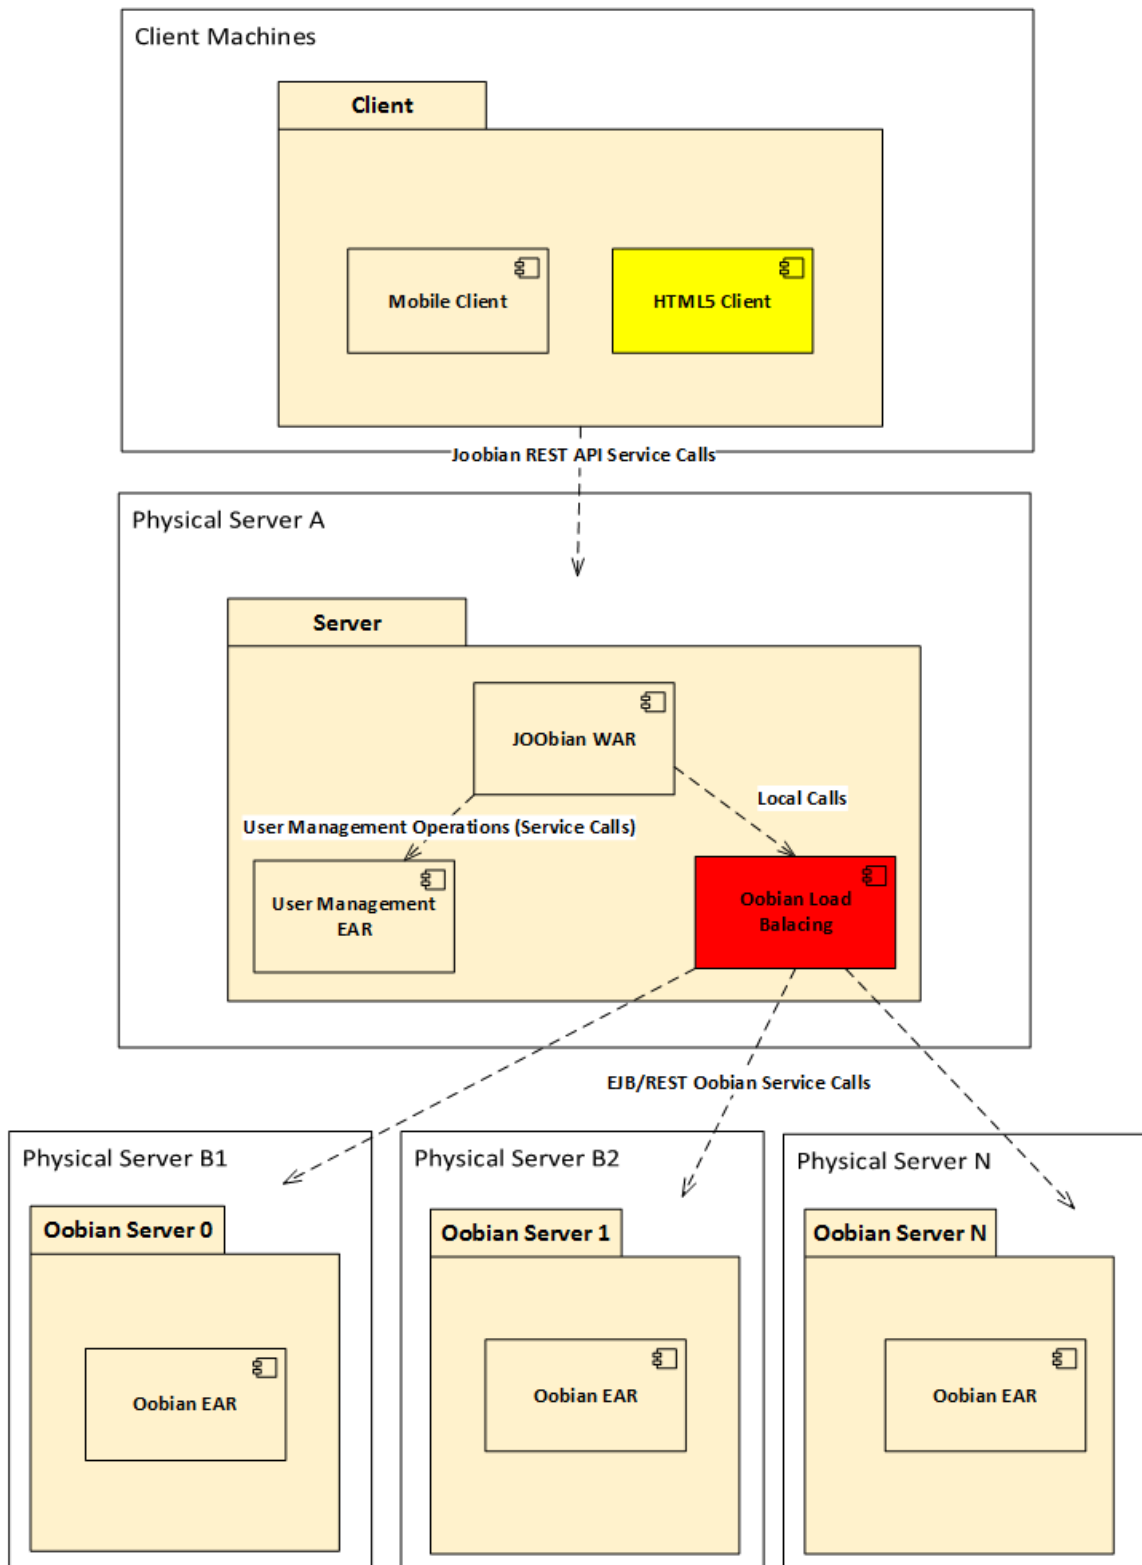 Client Machines
Client
Mobile Client
HTML5 Client
Joobian REST API Service Calls
Physical Server A
Server
JOObian WAR
Local Calls
User Management Operations (Service Calls)
User Management
EAR
Oobian Load
Balacing
EJB/REST Oobian Service Calls
Physical Server B1
Oobian Server 0
Oobian EAR
Physical Server B2
Oobian Server 1
Oobian EAR
Physical Server N
Oobian Server N
Oobian EAR